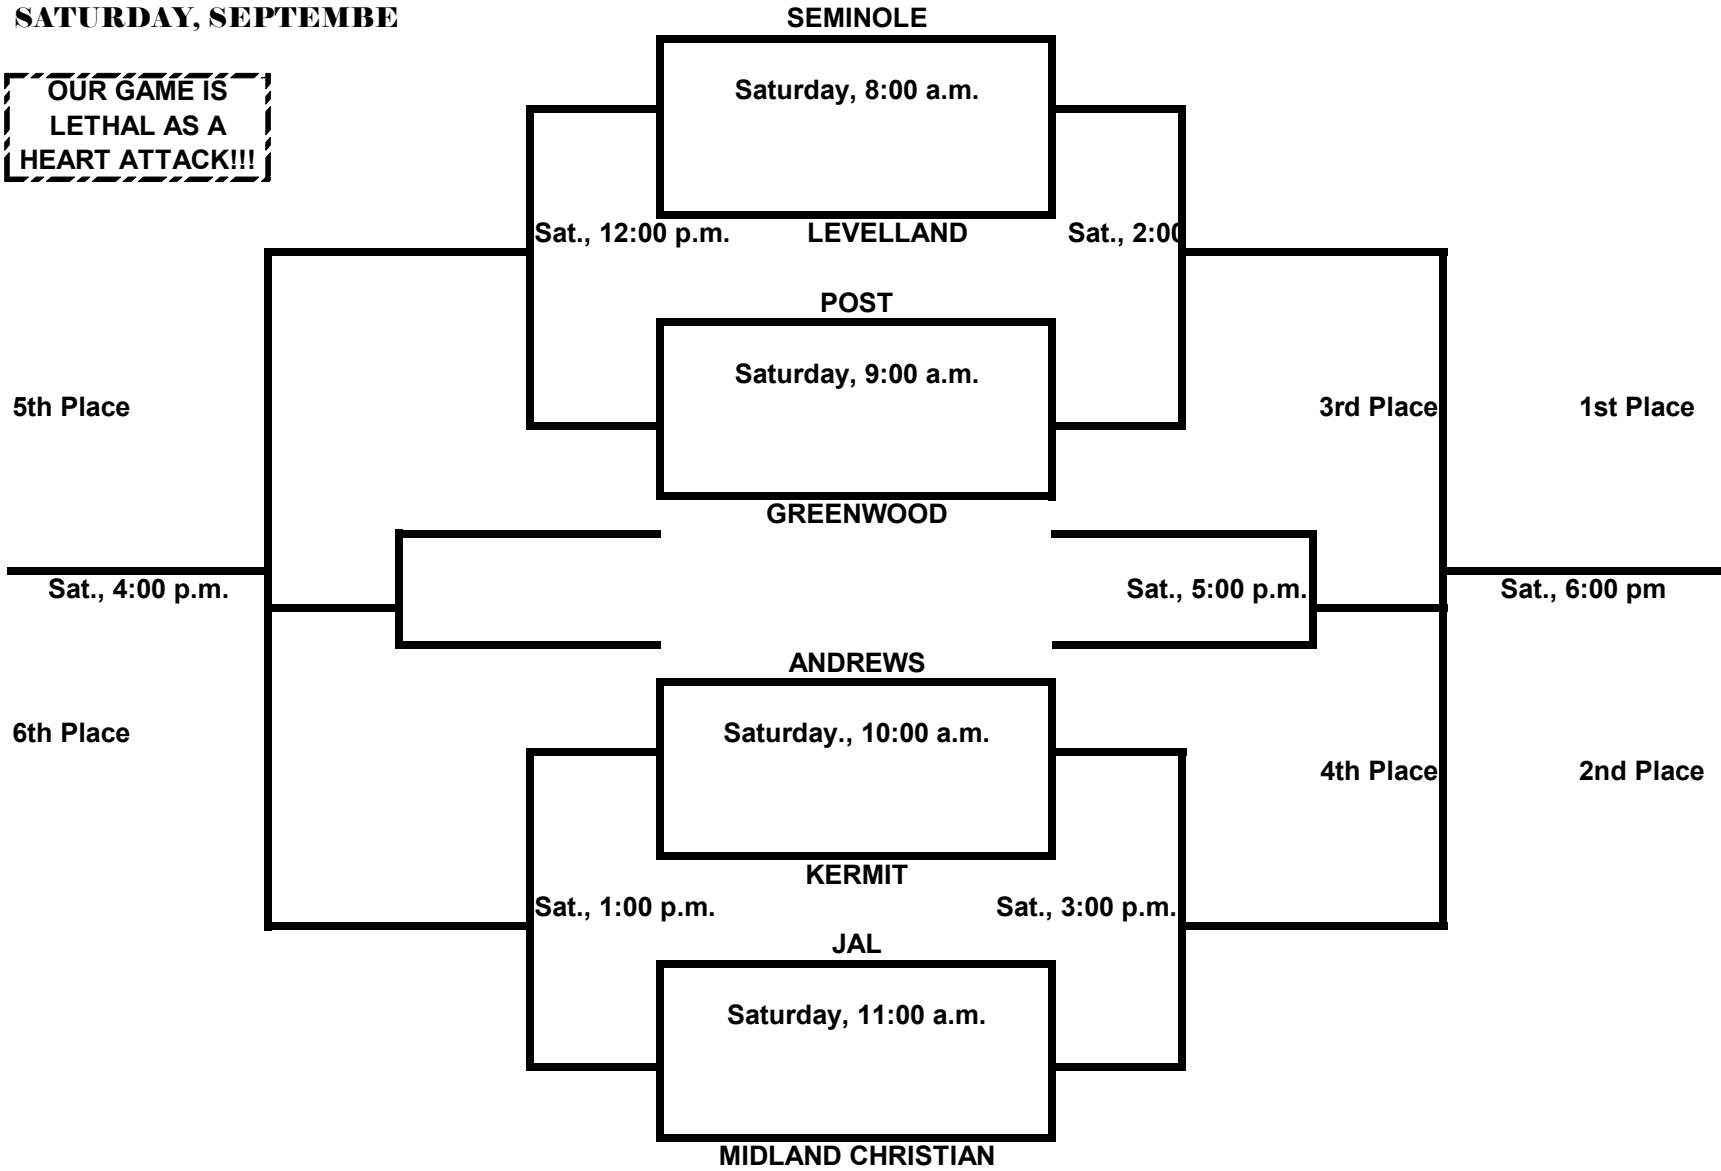 SATURDAY, SEPTEMBE
SEMINOLE
OUR GAME IS
LETHAL AS A
HEART ATTACK!!!
Saturday, 8:00 a.m.
Sat., 12:00 p.m.
LEVELLAND
Sat., 2:00
POST
Saturday, 9:00 a.m.
5th Place
3rd Place
1st Place
GREENWOOD
Sat., 4:00 p.m.
Sat., 5:00 p.m.
Sat., 6:00 pm
ANDREWS
6th Place
Saturday., 10:00 a.m.
4th Place
2nd Place
KERMIT
Sat., 1:00 p.m.
Sat., 3:00 p.m.
JAL
Saturday, 11:00 a.m.
MIDLAND CHRISTIAN